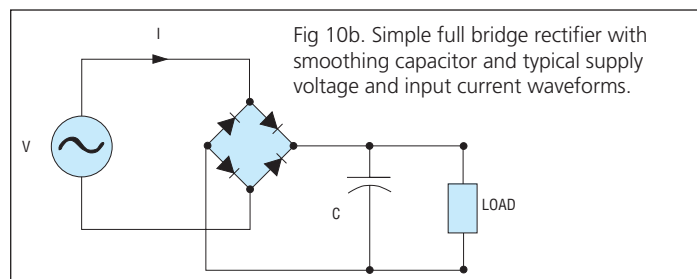 I
Fig 10b. Simple full bridge rectifier with
smoothing capacitor and typical supply
voltage and input current waveforms.
V
C
LOAD